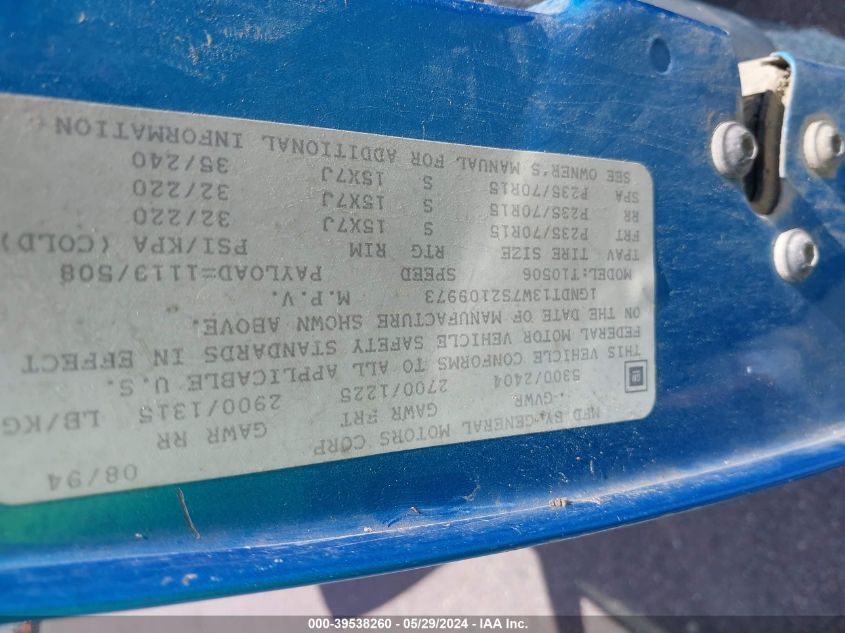 MFD BY GENERAL MOTORS CORP 08/94
GVWR GAWR FRT GAWR RR
5300/2404 2700/1225 2900/1315 LB/KG
THIS VEHICLE CONFORMS TO ALL APPLICABLE U.S.
FEDERAL MOTOR VEHICLE SAFETY STANDARDS IN EFFECT
ON THE DATE OF MANUFACTURE SHOWN ABOVE.
1GNDT13W7S2109973 M.P.V.
MODEL:T10506 SPEED PAYLOAD=1113/508
TPAV TIRE SIZE RTG RIM PSI/KPA (COLD)
FRT P235/70R15 S 15X7J 32/220
RR P235/70R15 S 15X7J 32/220
SPA P235/70R15 S 15X7J 35/240
SEE OWNER'S MANUAL FOR ADDITIONAL INFORMATION
GM
000-39538260 - 05/29/2024 - IAA Inc.